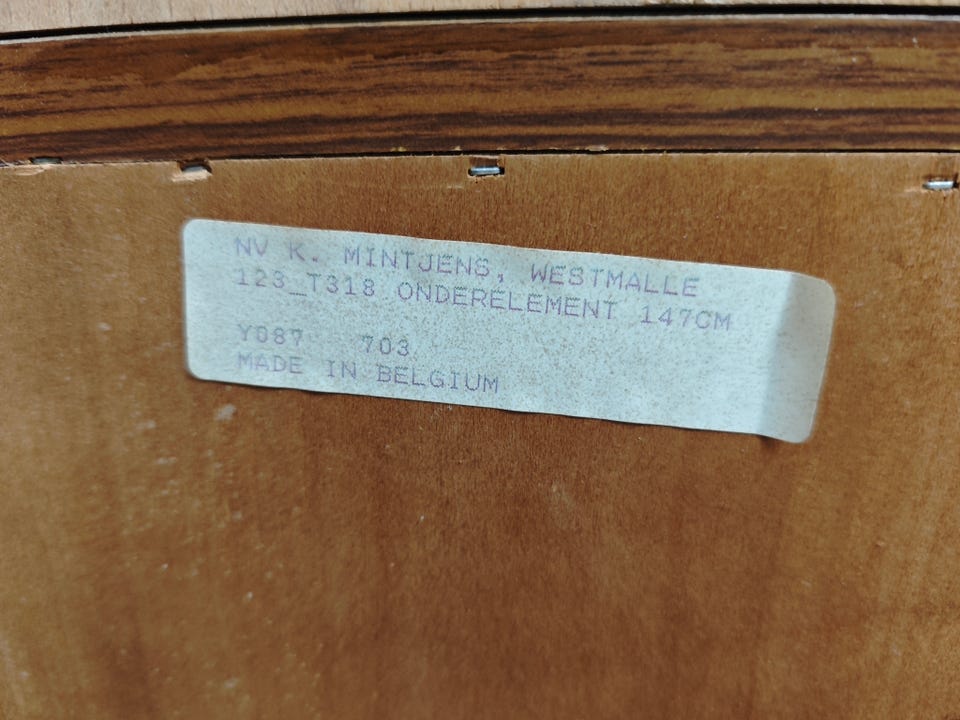 NV K. MINTJENS, WESTMALLE
123_T318 ONDERELEMENT 147CM
Y087 703
MADE IN BELGIUM